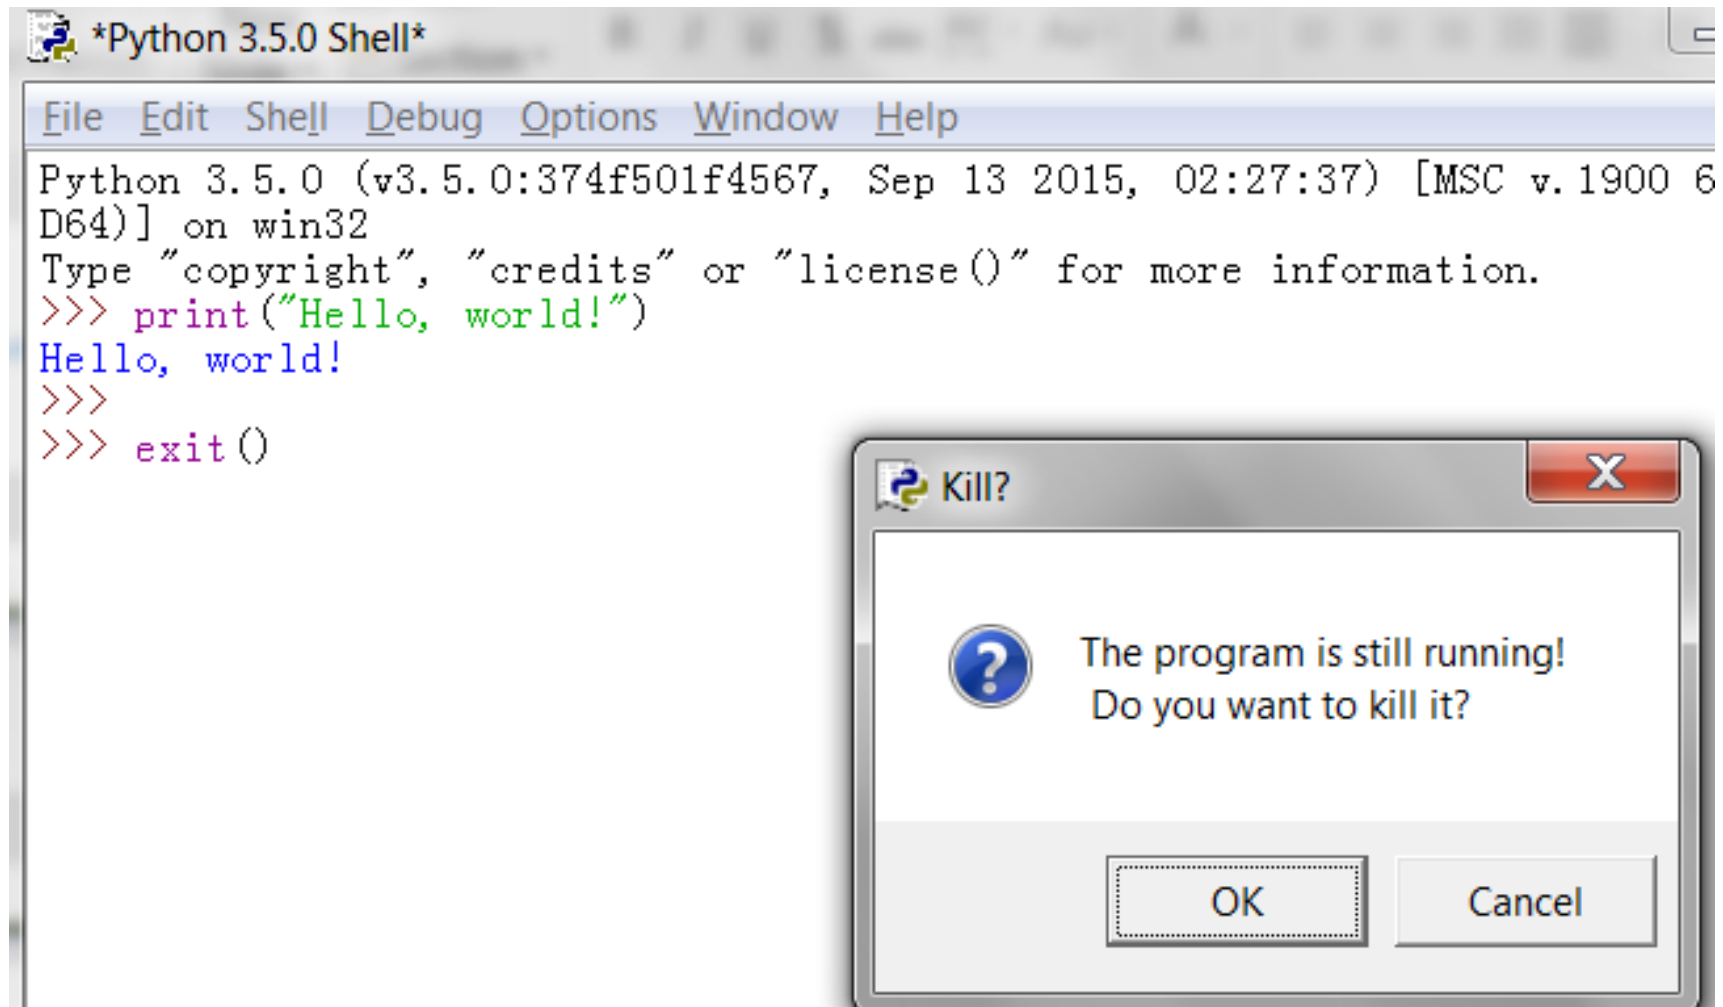 *Python 3.5.0 Shell*
File Edit Shell Debug Options Window Help
Python 3.5.0 (v3.5.0:374f501f4567, Sep 13 2015, 02:27:37) [MSC v.1900 6
D64)] on win32
Type "copyright", "credits" or "license()" for more information.
>>> print("Hello, world!")
Hello, world!
>>>
>>> exit()
Kill?
The program is still running!
Do you want to kill it?
OK Cancel